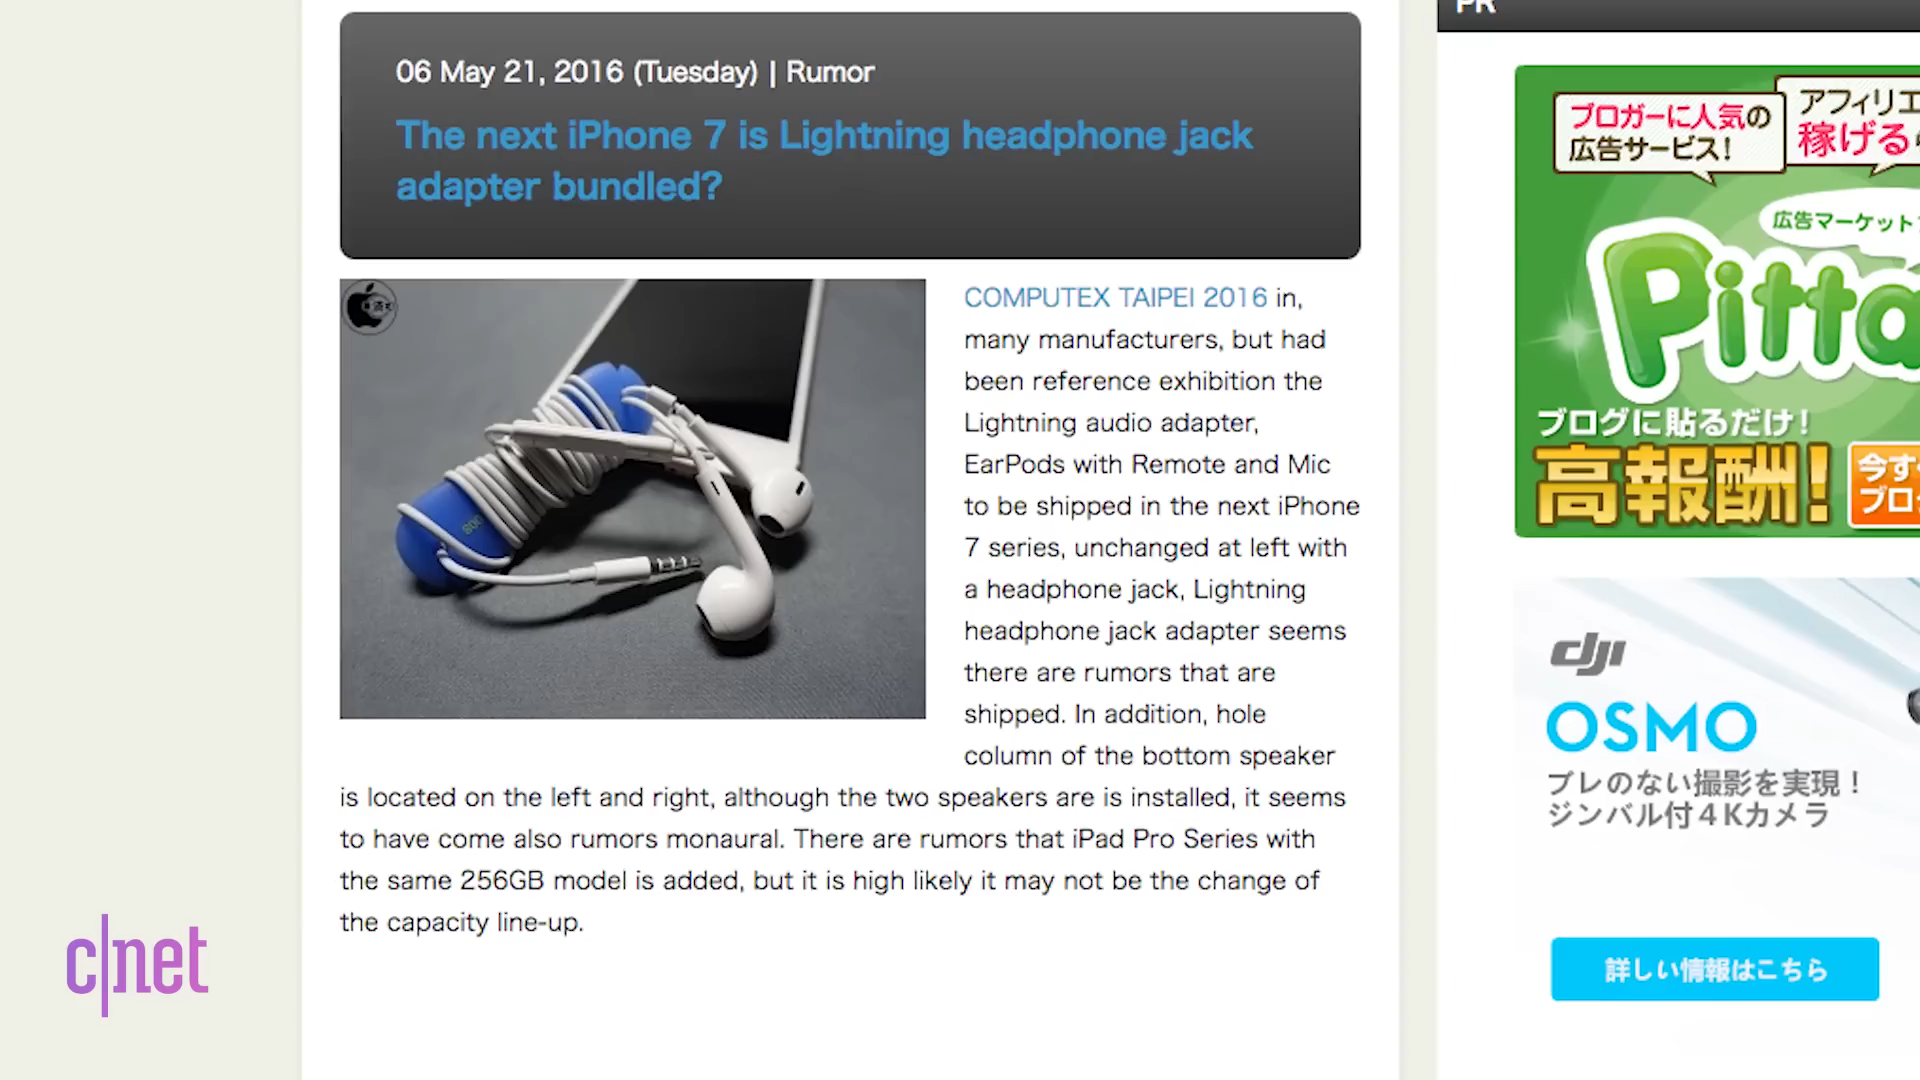 PR
06 May 21, 2016 (Tuesday) | Rumor
The next iPhone 7 is Lightning headphone jack
adapter bundled?
COMPUTEX TAIPEI 2016 in,
many manufacturers, but had
been reference exhibition the
Lightning audio adapter,
EarPods with Remote and Mic
to be shipped in the next iPhone
7 series, unchanged at left with
a headphone jack, Lightning
headphone jack adapter seems
there are rumors that are
shipped. In addition, hole
column of the bottom speaker
is located on the left and right, although the two speakers are is installed, it seems
to have come also rumors monaural. There are rumors that iPad Pro Series with
the same 256GB model is added, but it is high likely it may not be the change of
the capacity line-up.
ブロガーに人気の
広告サービス!
アフィリエ
稼げる
広告マーケット
Pitta
ブログに貼るだけ!
高報酬!
今す
ブロ
dji
OSMO
ブレのない撮影を実現!
ジンバル付4Kカメラ
詳しい情報はこちら
c|net